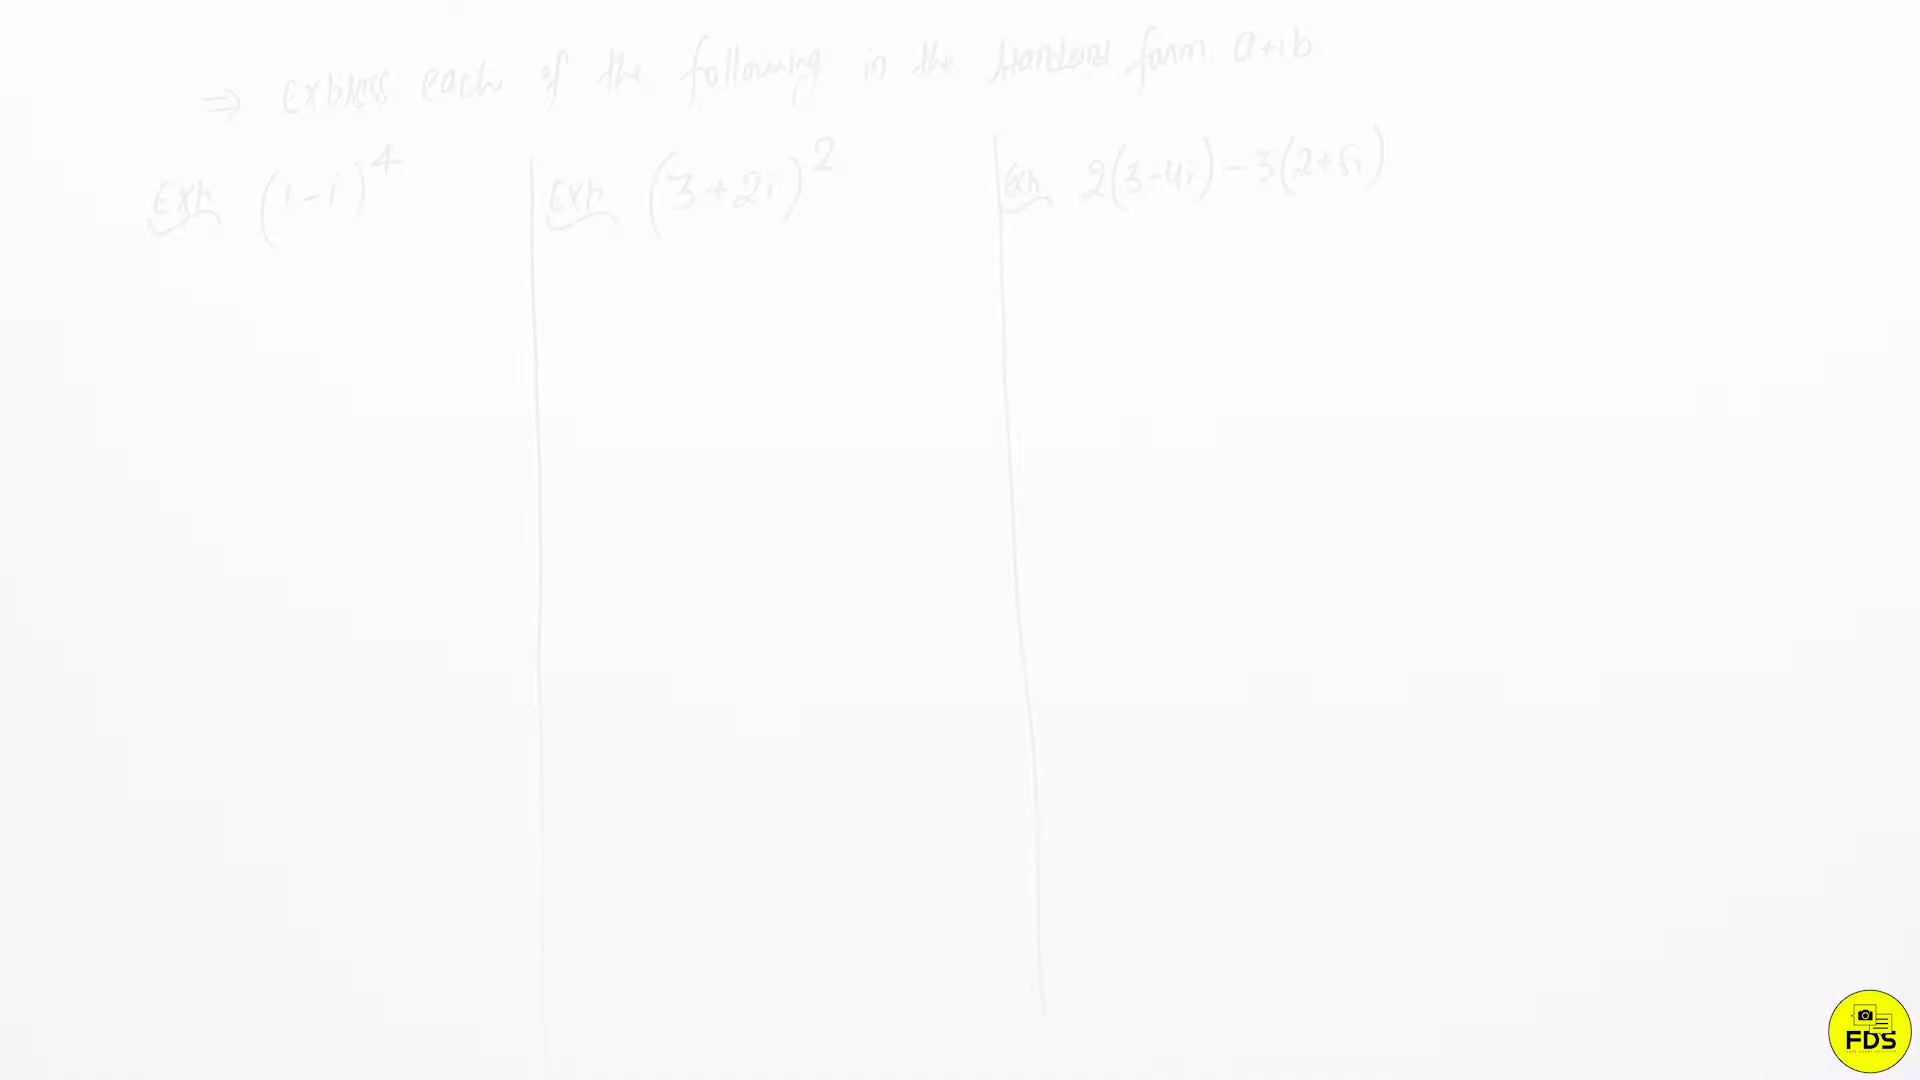 ⇒ Express each of the following in the standard form a+ib
Exp (1-i)^4
Exp (3+2i)^2
Exp 2(3-4i)-3(2+5i)
FDS